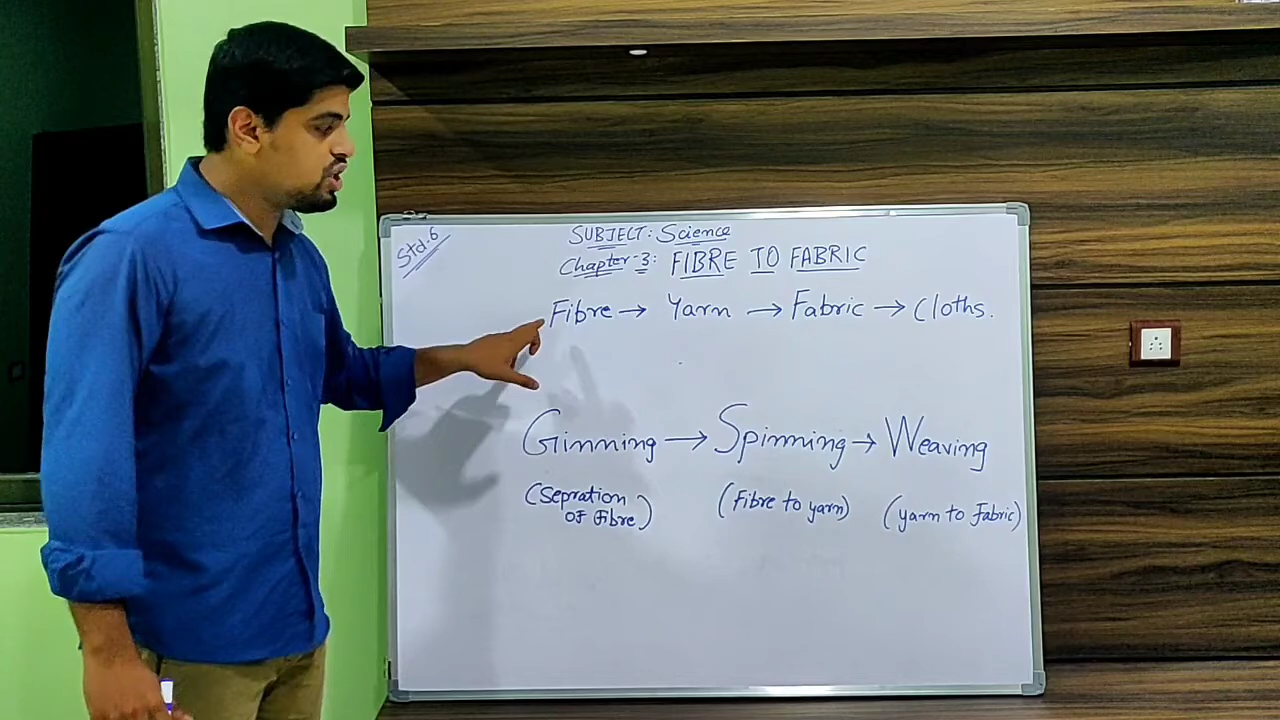 Std.6
SUBJECT: Science
Chapter-3: FIBRE TO FABRIC
Fibre → Yarn → Fabric → Cloths.
Ginning → Spinning → Weaving
(Sepration (Fibre to yarn) (yarn to Fabric)
OF Fibre)